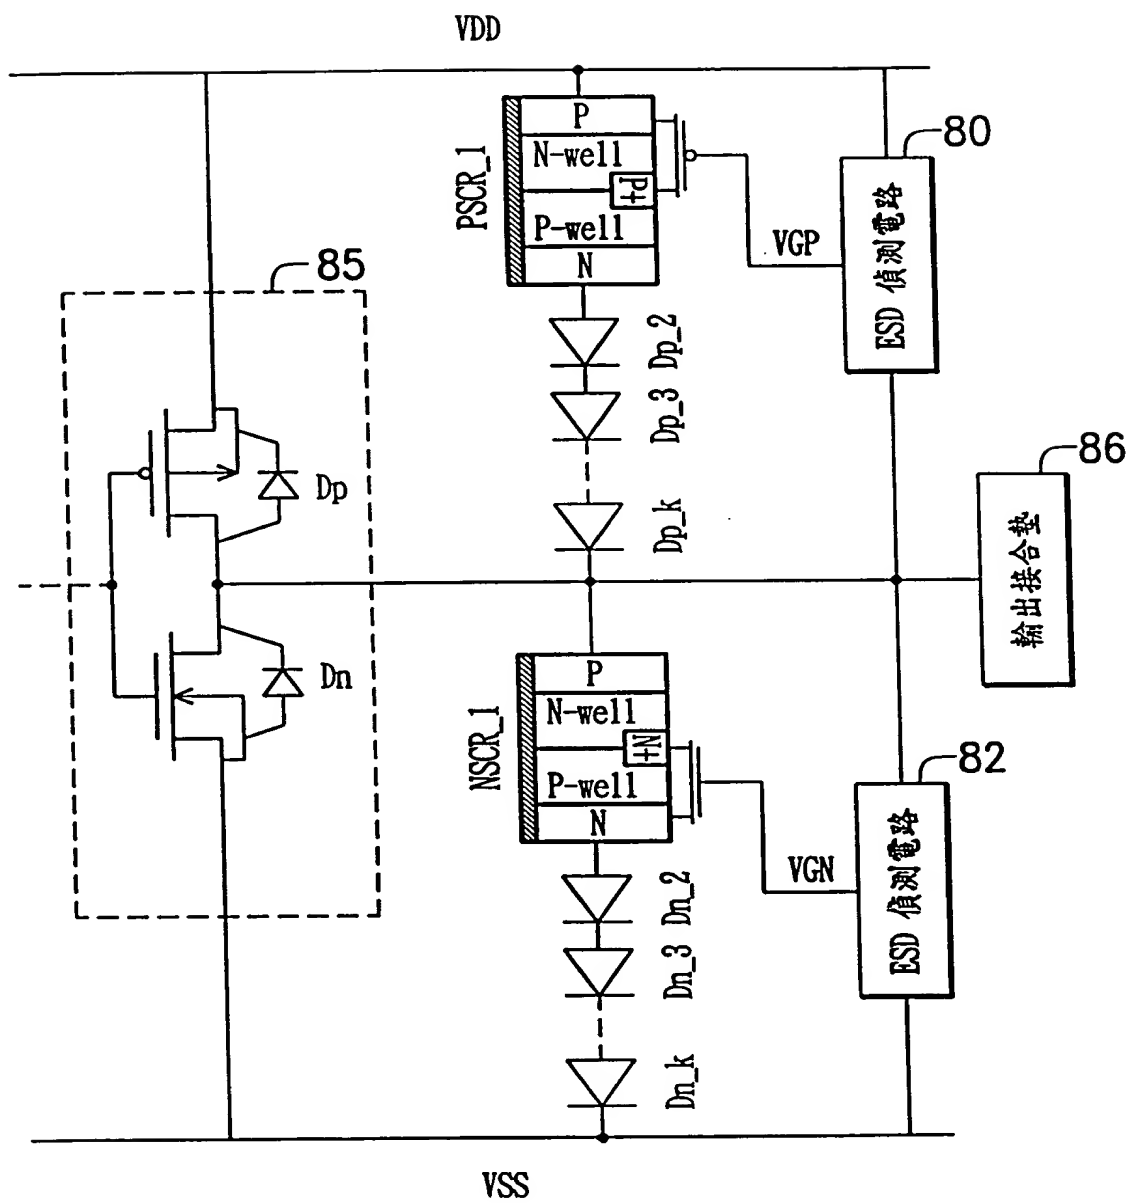 VDD
80
P
N-well
P+
P-well
N
PSCR_1
VGP
ESD 偵測電路
85
Dp_2
Dp_3
Dp_k
Dp
86
輸出接合墊
Dn
P
N-well
N+
P-well
N
NSCR_1
82
VGN
ESD 偵測電路
Dn_2
Dn_3
Dn_k
VSS